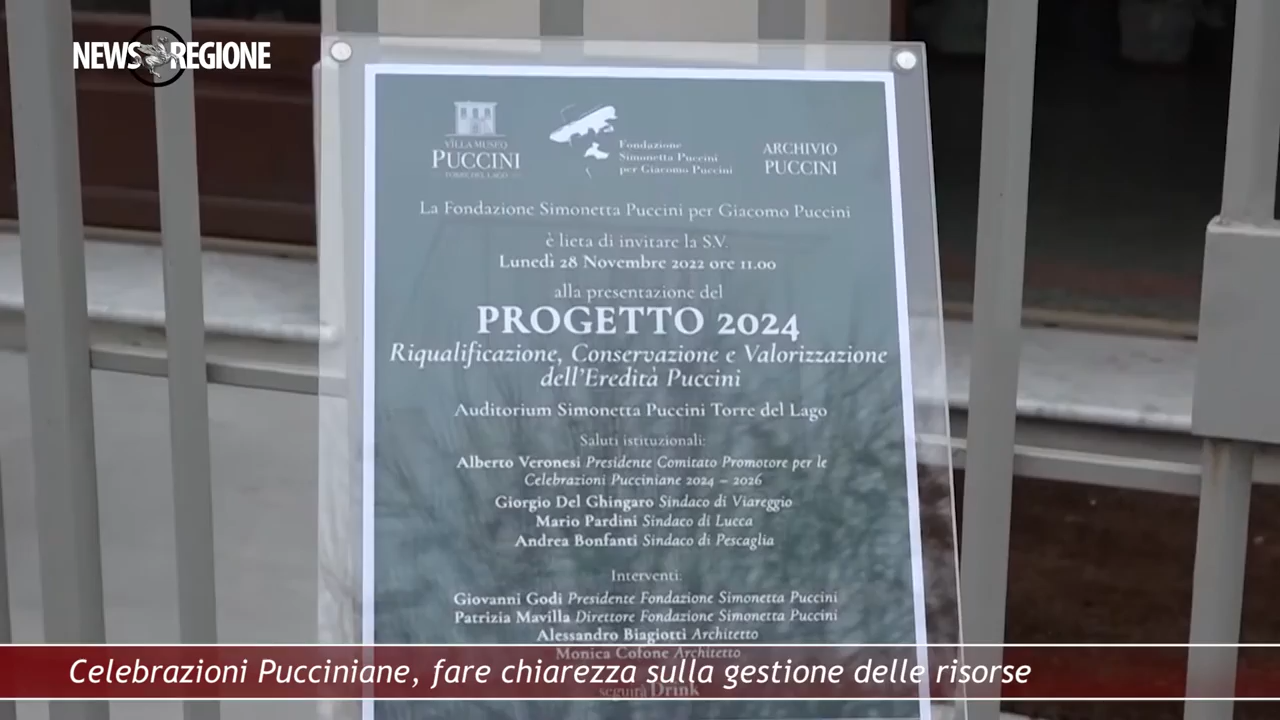 NEWS REGIONE
VILLA MUSEO
PUCCINI
TORRE DEL LAGO
Fondazione
Simonetta Puccini
per Giacomo Puccini
ARCHIVIO
PUCCINI
La Fondazione Simonetta Puccini per Giacomo Puccini
è lieta di invitare la S.V.
Lunedì 28 Novembre 2022 ore 11.00
alla presentazione del
PROGETTO 2024
Riqualificazione, Conservazione e Valorizzazione
dell'Eredità Puccini
Auditorium Simonetta Puccini Torre del Lago
Saluti istituzionali:
Alberto Veronesi Presidente Comitato Promotore per le
Celebrazioni Pucciniane 2024 – 2026
Giorgio Del Ghingaro Sindaco di Viareggio
Mario Pardini Sindaco di Lucca
Andrea Bonfanti Sindaco di Pescaglia
Interventi:
Giovanni Godi Presidente Fondazione Simonetta Puccini
Patrizia Mavilla Direttore Fondazione Simonetta Puccini
Alessandro Biagiotti Architetto
Monica Cofone Architetto
Celebrazioni Pucciniane, fare chiarezza sulla gestione delle risorse
seguirà Drink